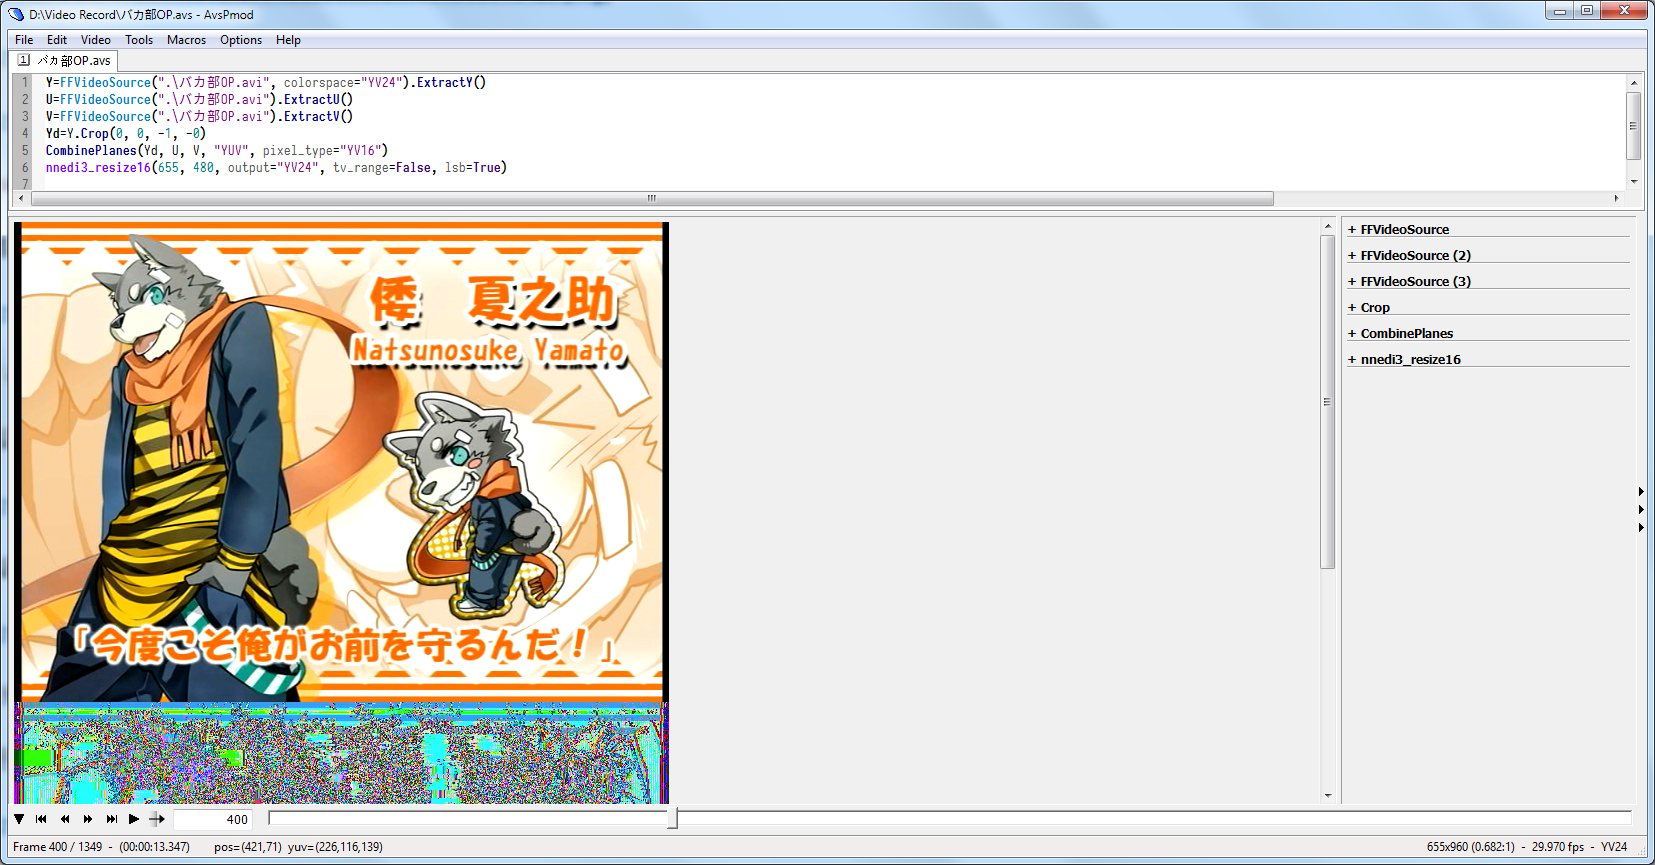 D:\Video Record\バカ部OP.avs - AvsPmod
File Edit Video Tools Macros Options Help
1 バカ部OP.avs
1 Y=FFVideoSource(".\バカ部OP.avi", colorspace="YV24").ExtractY()
2 U=FFVideoSource(".\バカ部OP.avi").ExtractU()
3 V=FFVideoSource(".\バカ部OP.avi").ExtractV()
4 Yd=Y.Crop(0, 0, -1, -0)
5 CombinePlanes(Yd, U, V, "YUV", pixel_type="YV16")
6 nnedi3_resize16(655, 480, output="YV24", tv_range=False, lsb=True)
7
倭 夏之助
Natsunosuke Yamato
「今度こそ俺がお前を守るんだ!」
+ FFVideoSource
+ FFVideoSource (2)
+ FFVideoSource (3)
+ Crop
+ CombinePlanes
+ nnedi3_resize16
400
Frame 400 / 1349 - (00:00:13.347) pos=(421,71) yuv=(226,116,139) 655x960 (0.682:1) - 29.970 fps - YV24